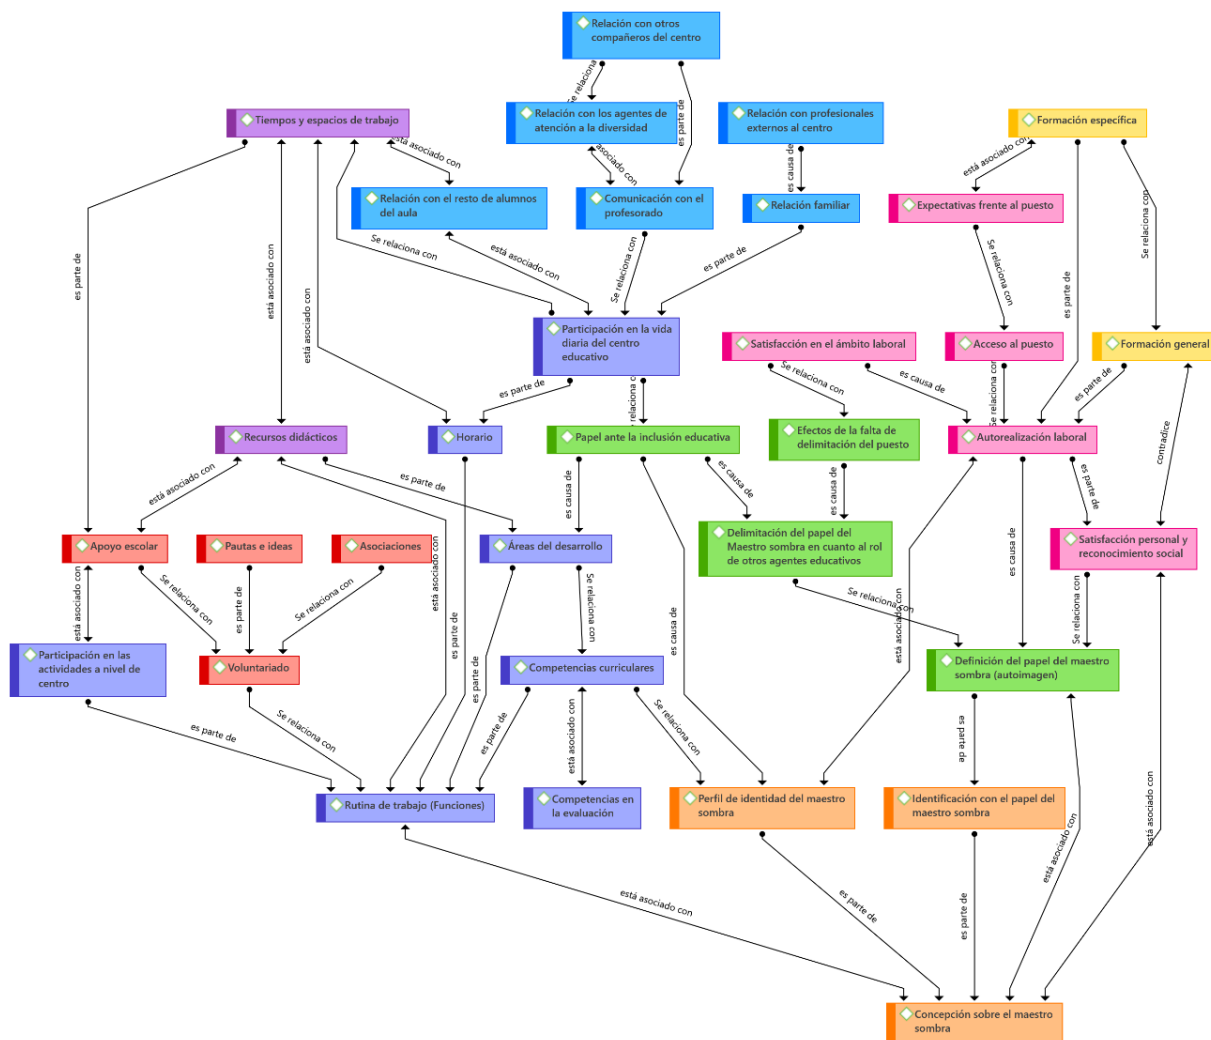 Relación con otros
compañeros del centro
Se relaciona
es parte de
Tiempos y espacios de trabajo
Relación con los agentes de
atención a la diversidad
Relación con profesionales
externos al centro
Formación específica
está asociado con
asociado con
es causa de
está asociado con
Se relaciona con
Relación con el resto de alumnos
del aula
Comunicación con el
profesorado
Relación familiar
Expectativas frente al puesto
es parte de
está asociado con
está asociado con
Se relaciona con
está asociado con
Se relaciona con
es parte de
Se relaciona con
es parte de
Participación en la vida
diaria del centro
educativo
Satisfacción en el ámbito laboral
Acceso al puesto
Formación general
es parte de
relaciona con
Se relaciona con
es causa de
Se relaciona con
es parte de
contradice
Recursos didácticos
Horario
Papel ante la inclusión educativa
Efectos de la falta de
delimitación del puesto
Autorealización laboral
está asociado con
es parte de
es causa de
es causa de
es causa de
es parte de
Apoyo escolar
Pautas e ideas
Asociaciones
Áreas del desarrollo
Delimitación del papel del
Maestro sombra en cuanto al rol
de otros agentes educativos
Satisfacción personal y
reconocimiento social
está asociado con
Se relaciona con
es parte de
Se relaciona con
está asociado con
es parte de
es parte de
Se relaciona con
es causa de
Se relaciona con
está asociado con
es causa de
Se relaciona con
Participación en las
actividades a nivel de
centro
Voluntariado
Competencias curriculares
Definición del papel del maestro
sombra (autoimagen)
es parte de
Se relaciona con
es parte de
está asociado con
Se relaciona con
es parte de
Rutina de trabajo (Funciones)
Competencias en
la evaluación
Perfil de identidad del maestro
sombra
Identificación con el papel del
maestro sombra
está asociado con
es parte de
es parte de
está asociado con
está asociado con
Concepción sobre el maestro
sombra